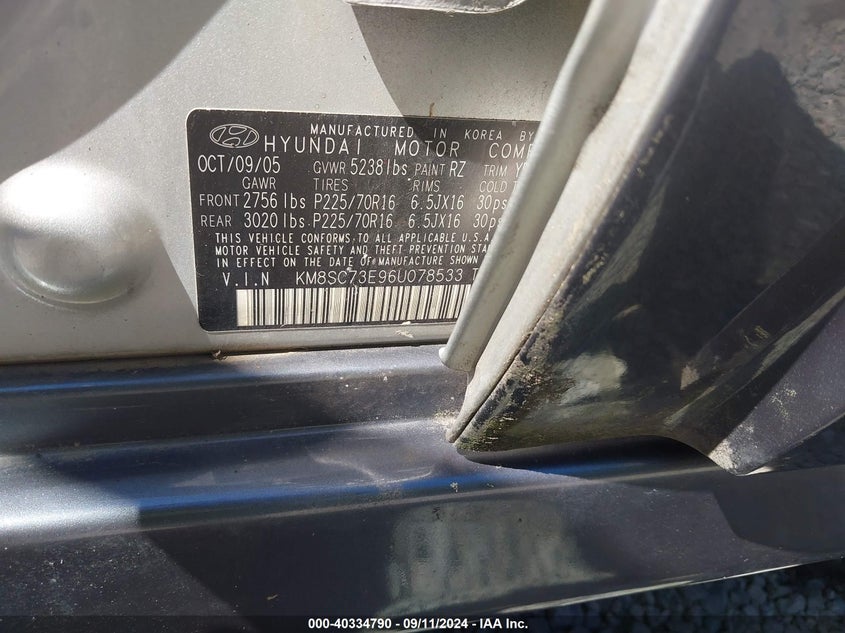 MANUFACTURED IN KOREA BY
HYUNDAI MOTOR COMP
OCT/09/05 GVWR 5238lbs PAINT RZ TRIM
GAWR TIRES RIMS COLD
FRONT 2756 lbs P225/70R16 6.5JX16 30ps
REAR 3020 lbs P225/70R16 6.5JX16 30ps
THIS VEHICLE CONFORMS TO ALL APPLICABLE U.S.A
MOTOR VEHICLE SAFETY AND THEFT PREVENTION STA
IN EFFECT ON THE DATE OF MANUFACTURE SHOWN
V.I.N KM8SC73E96U078533
000-40334790 - 09/11/2024 - IAA Inc.